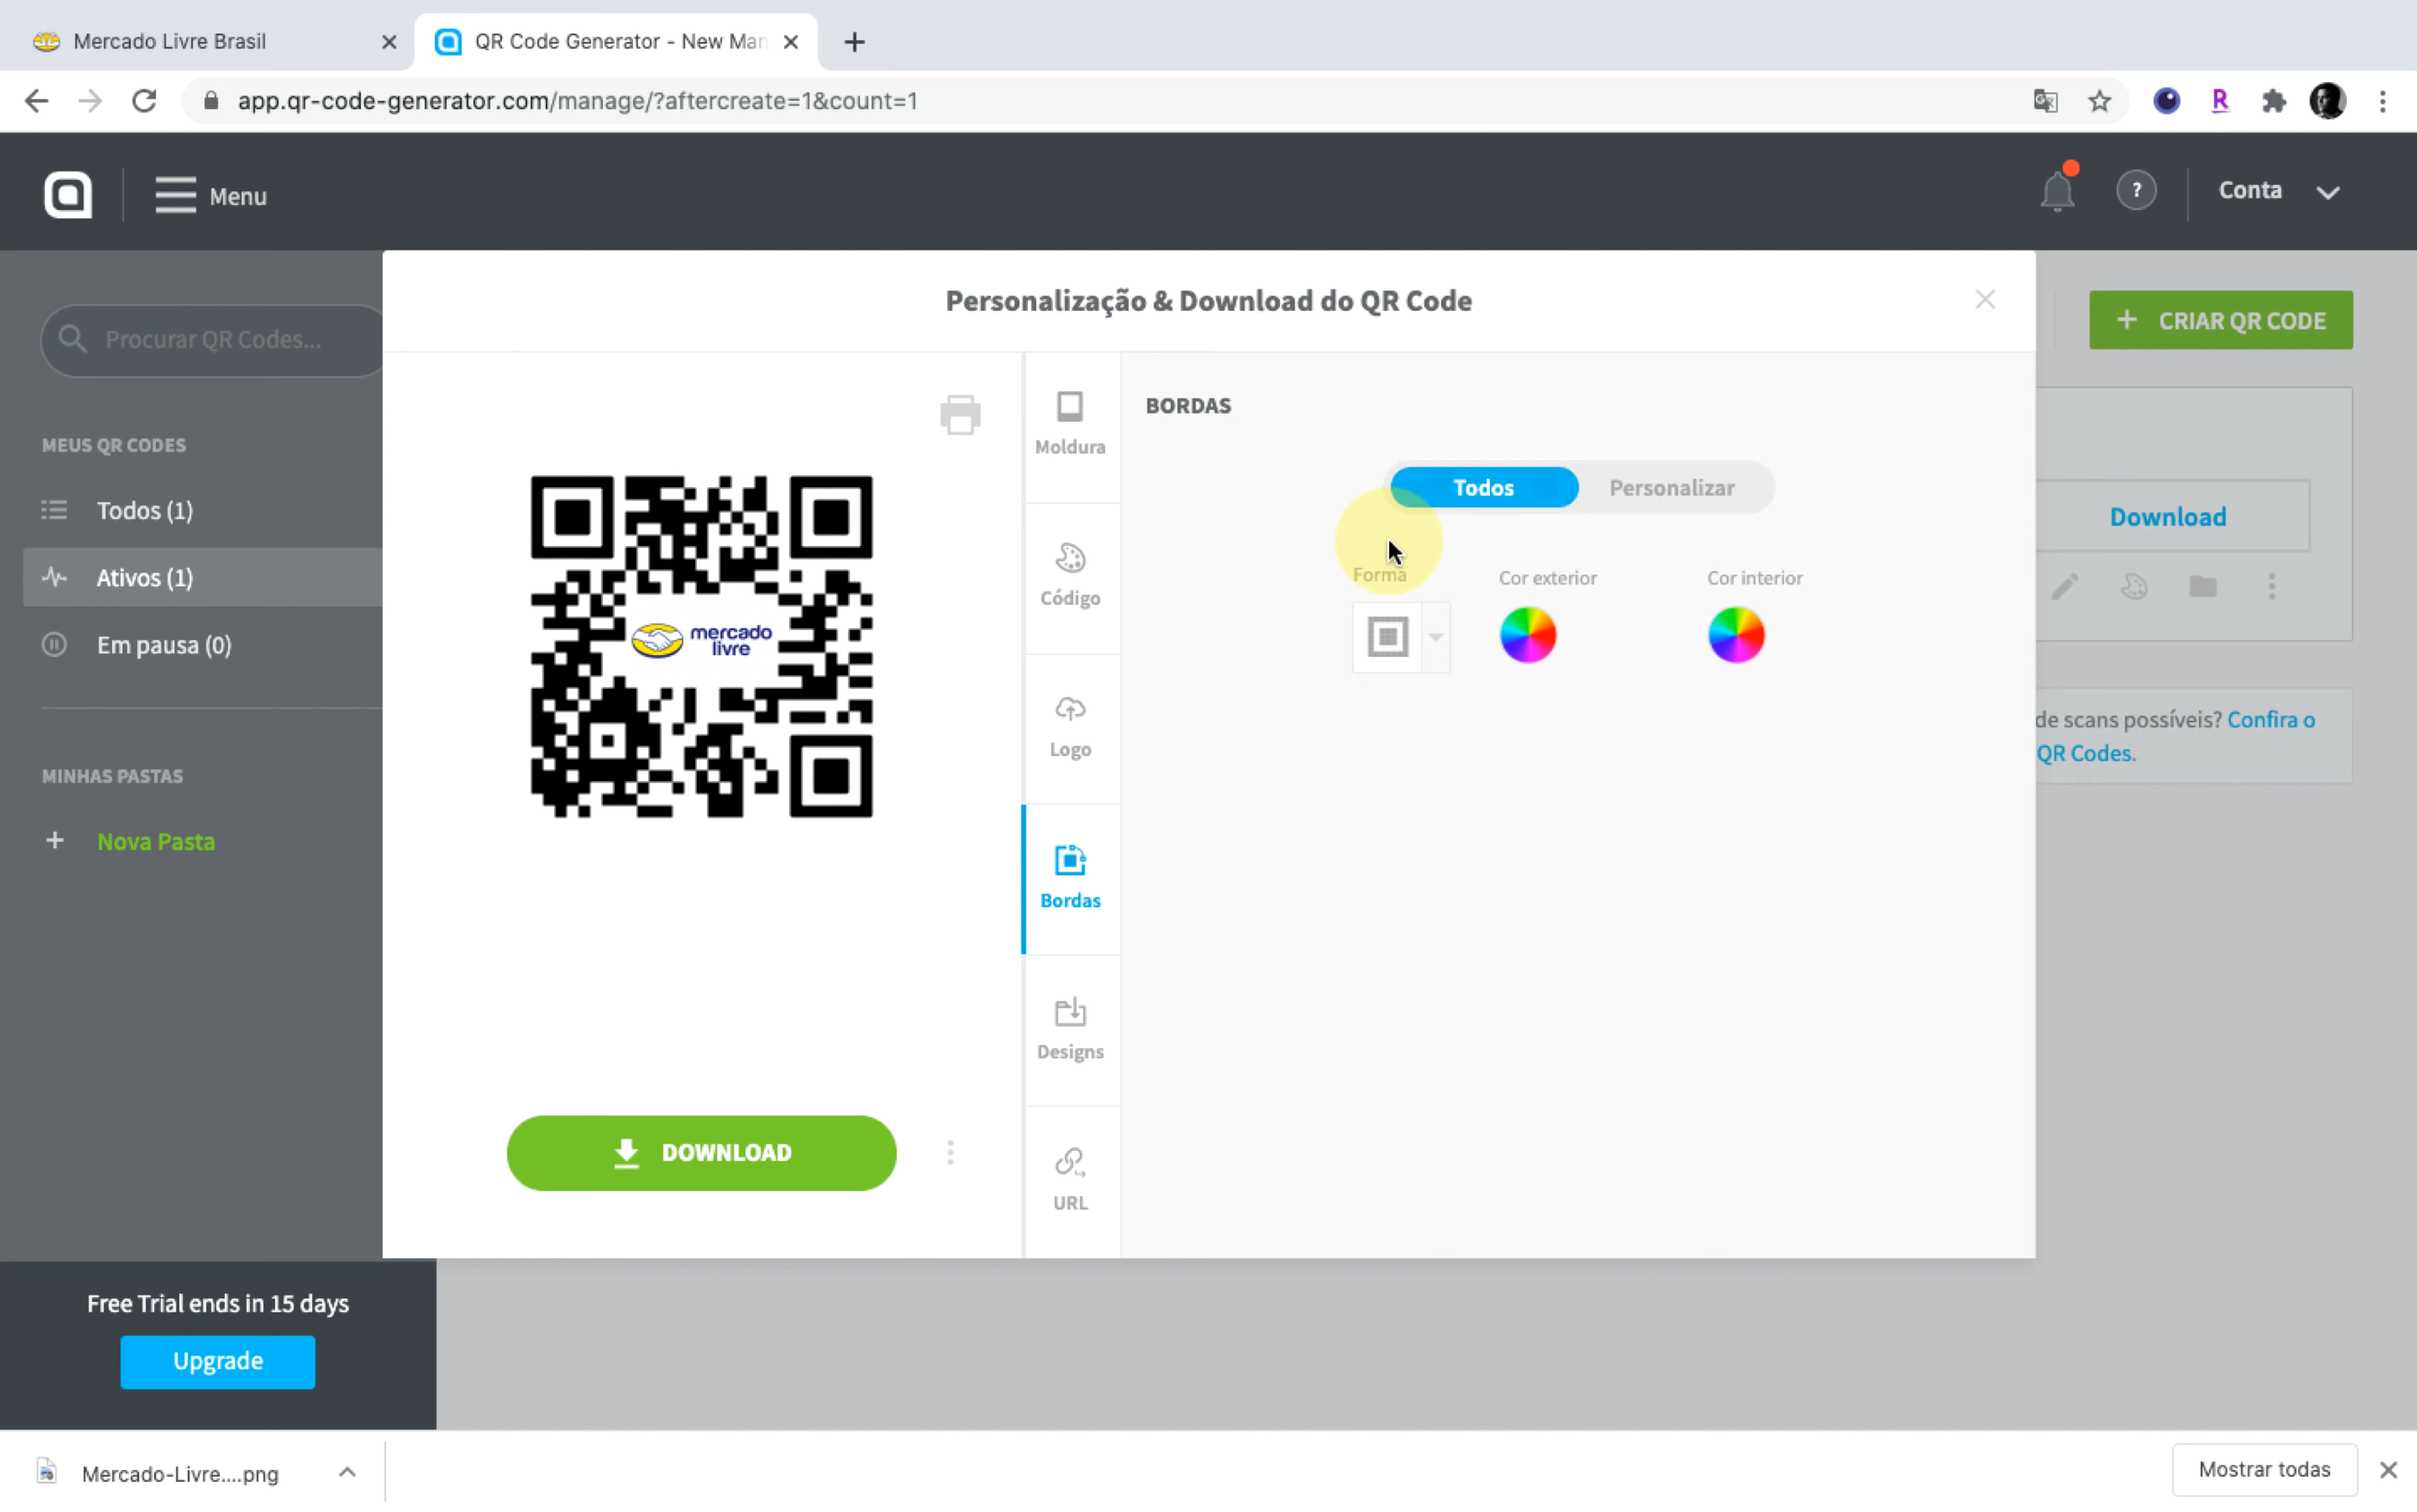 Mercado Livre Brasil
QR Code Generator - New Man
app.qr-code-generator.com/manage/?aftercreate=1&count=1
R
Menu
?
Conta
Personalização & Download do QR Code
Procurar QR Codes...
+ CRIAR QR CODE
MEUS QR CODES
Todos (1)
Ativos (1)
Em pausa (0)
MINHAS PASTAS
+ Nova Pasta
mercado
livre
DOWNLOAD
Moldura
Código
Logo
Bordas
Designs
URL
BORDAS
Todos
Personalizar
Forma
Cor exterior
Cor interior
Download
de scans possíveis? Confira o
QR Codes.
Free Trial ends in 15 days
Upgrade
Mercado-Livre....png
Mostrar todas